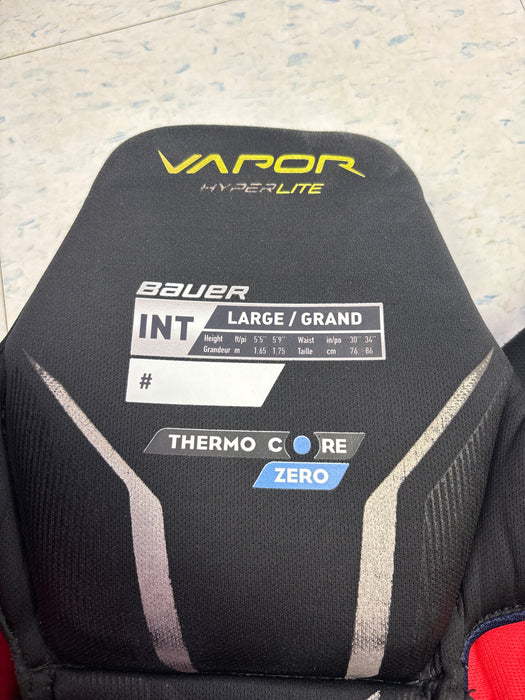 VAPOR
HYPERLITE
BAUER
INT LARGE / GRAND
Height ft/pi 5'5" 5'9" Waist in/po 30" 34"
Grandeur m 1.65 1.75 Taille cm 76 86
#
THERMO CORE
ZERO